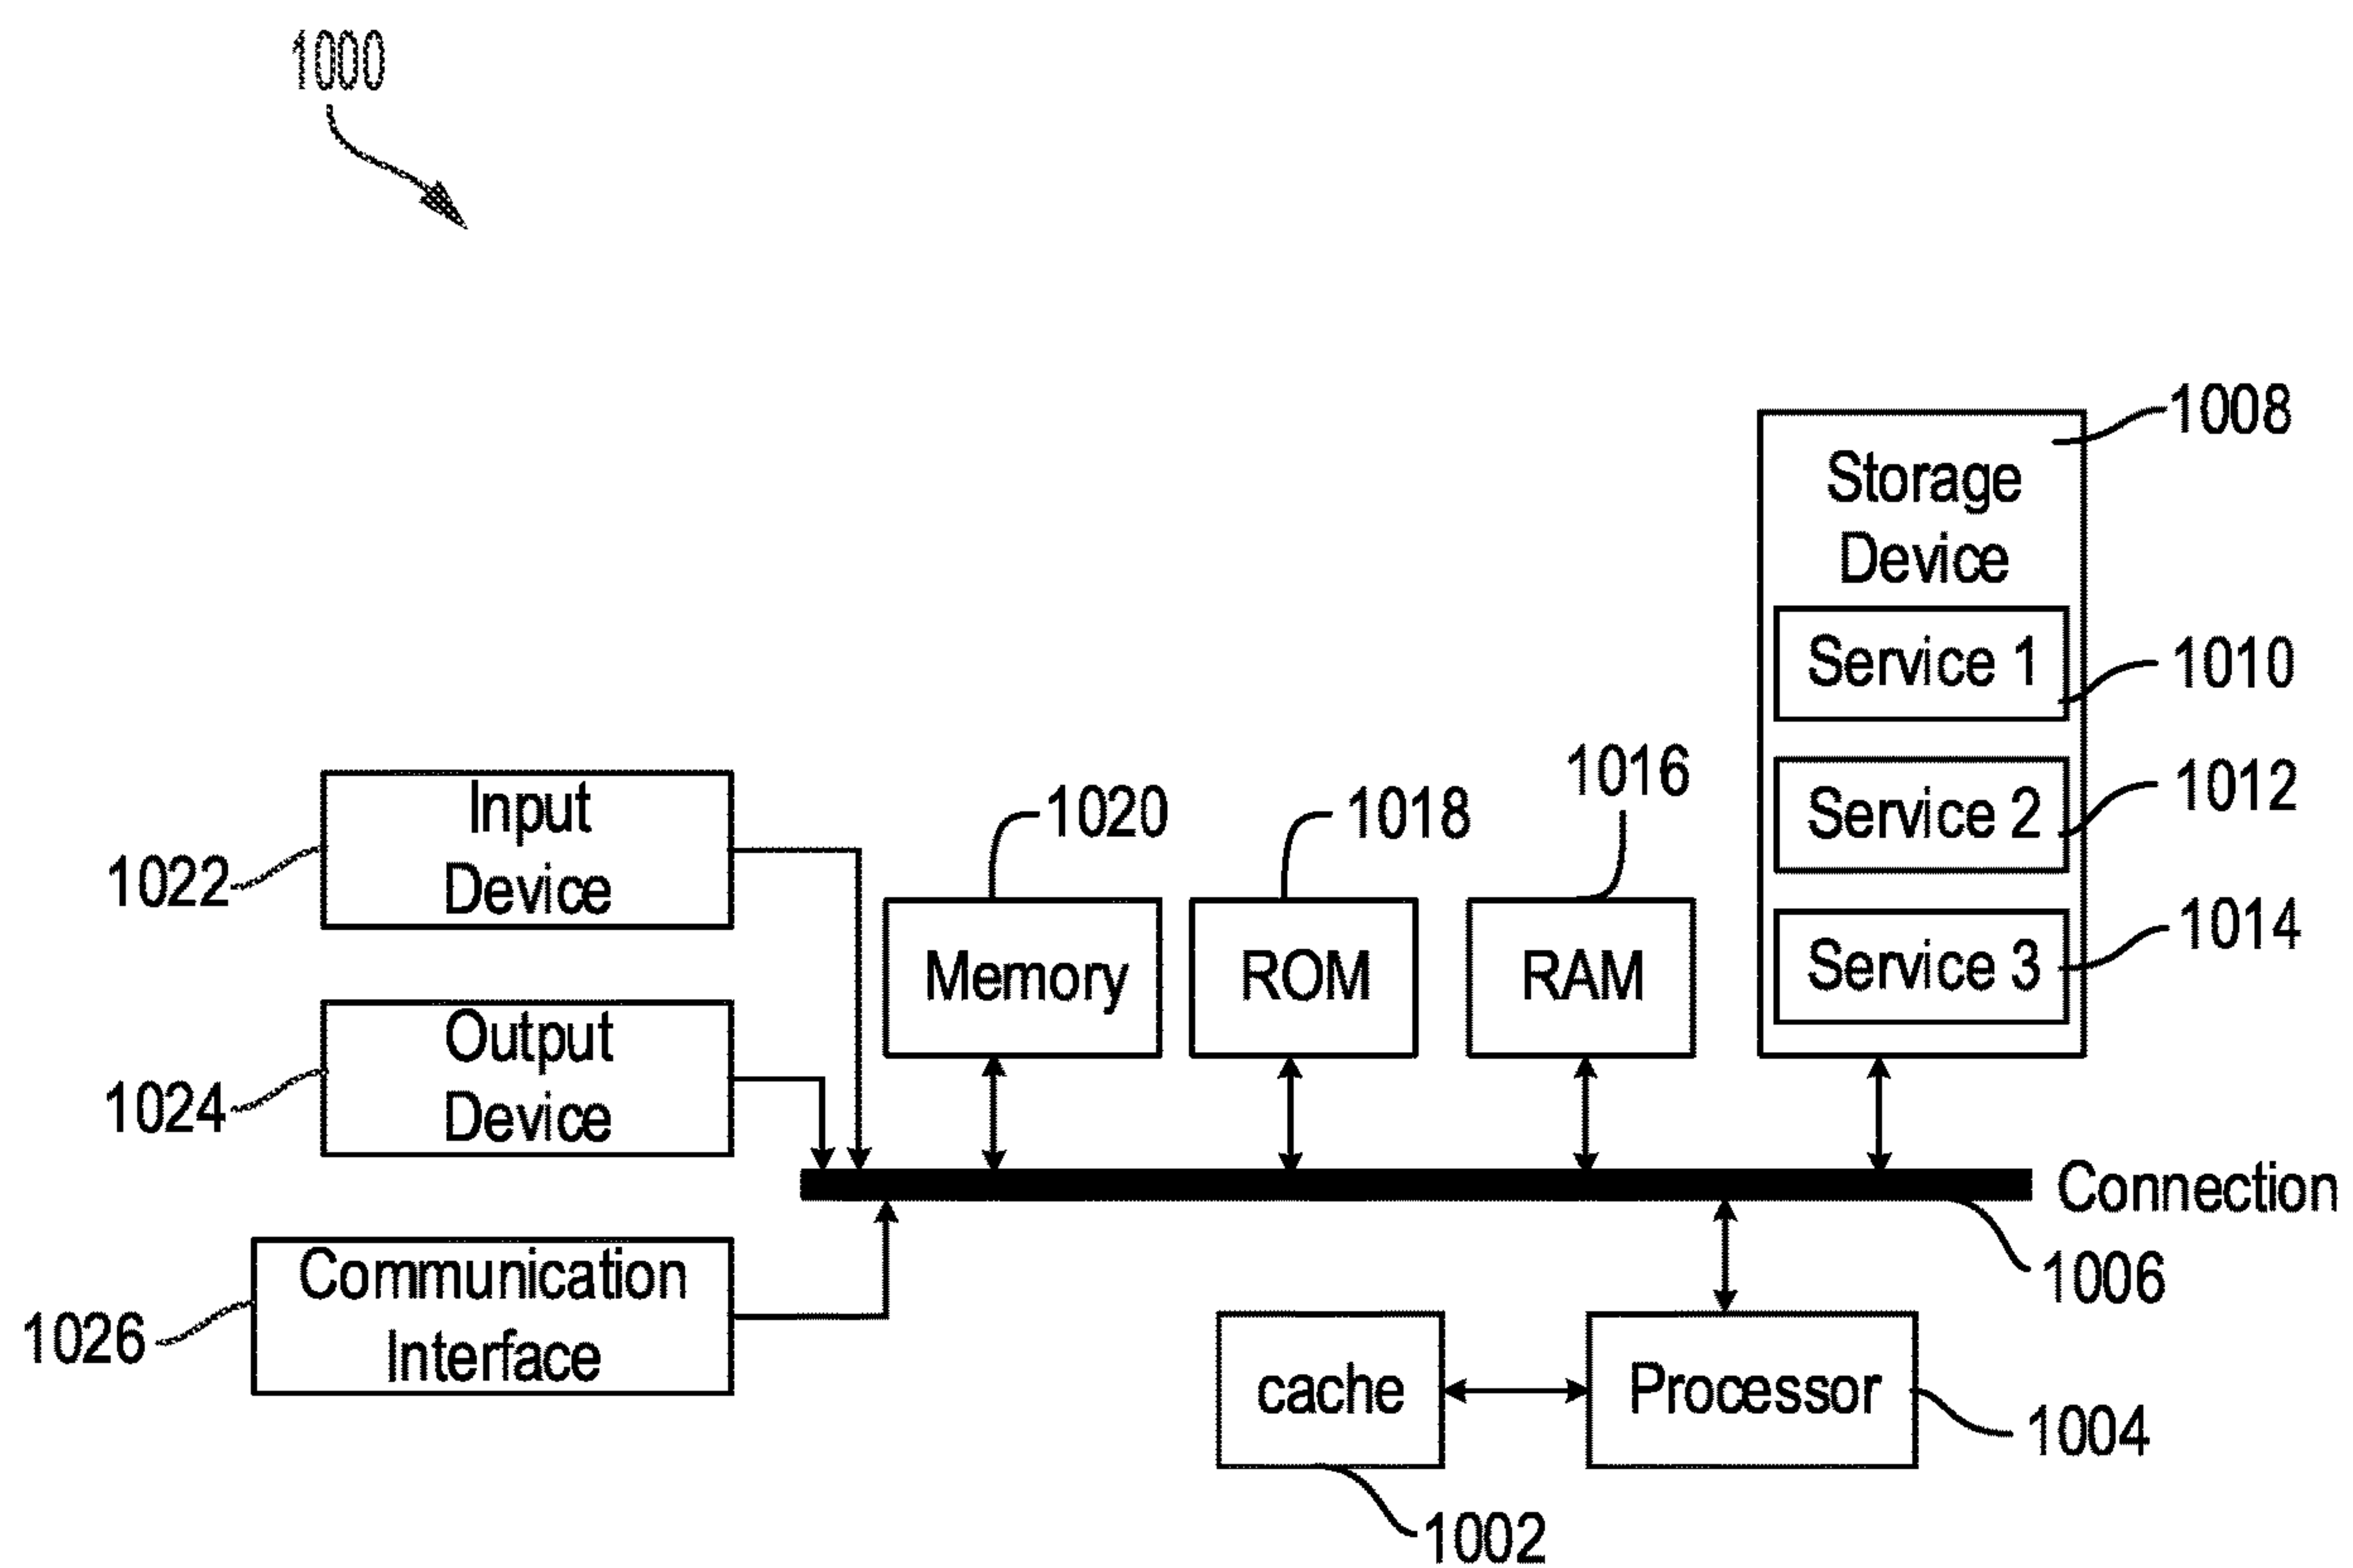 1000
1008
Storage
Device
Service 1
1010
1016
Service 2
1012
Input
Device
1022
1020
1018
Service 3
1014
Memory
ROM
RAM
Output
Device
1024
Connection
1006
Communication
Interface
1026
cache
Processor
1004
1002